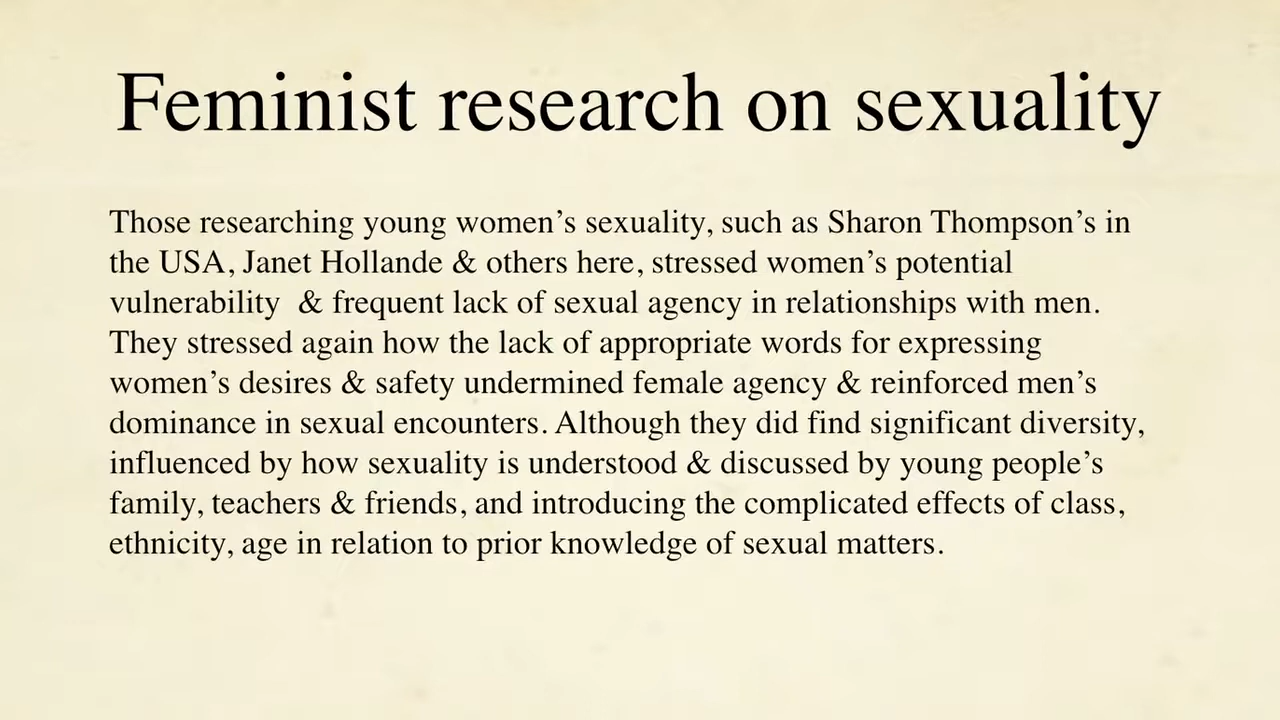 Feminist research on sexuality
Those researching young women’s sexuality, such as Sharon Thompson’s in
the USA, Janet Hollande & others here, stressed women’s potential
vulnerability  & frequent lack of sexual agency in relationships with men.
They stressed again how the lack of appropriate words for expressing
women’s desires & safety undermined female agency & reinforced men’s
dominance in sexual encounters. Although they did find significant diversity,
influenced by how sexuality is understood & discussed by young people’s
family, teachers & friends, and introducing the complicated effects of class,
ethnicity, age in relation to prior knowledge of sexual matters.